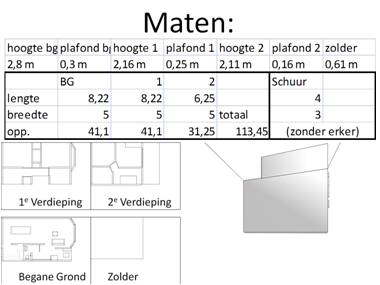 Maten:
hoogte bg plafond bg hoogte 1 plafond 1 hoogte 2 plafond 2 zolder
2,8 m 0,3 m 2,16 m 0,25 m 2,11 m 0,16 m 0,61 m
BG 1 2 Schuur
lengte 8,22 8,22 6,25 4
breedte 5 5 5 totaal 3
opp. 41,1 41,1 31,25 113,45 (zonder erker)
1e Verdieping 2e Verdieping
Begane Grond Zolder